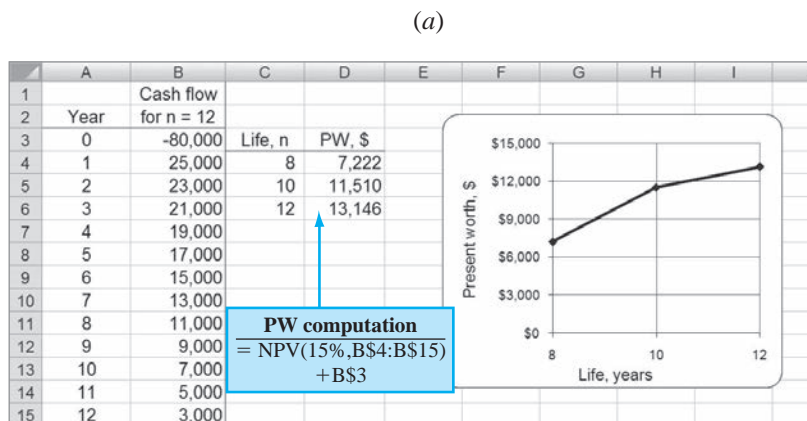 (a)
A B C D E F G H I
1 Cash flow
2 Year for n = 12
3 0 -80,000 Life, n PW, $
4 1 25,000 8 7,222
5 2 23,000 10 11,510
6 3 21,000 12 13,146
7 4 19,000
8 5 17,000
9 6 15,000
10 7 13,000
11 8 11,000
12 9 9,000
13 10 7,000
14 11 5,000
15 12 3,000
PW computation
= NPV(15%,B$4:B$15)
+B$3
Present worth, $
$15,000
$12,000
$9,000
$6,000
$3,000
$0
8 10 12
Life, years